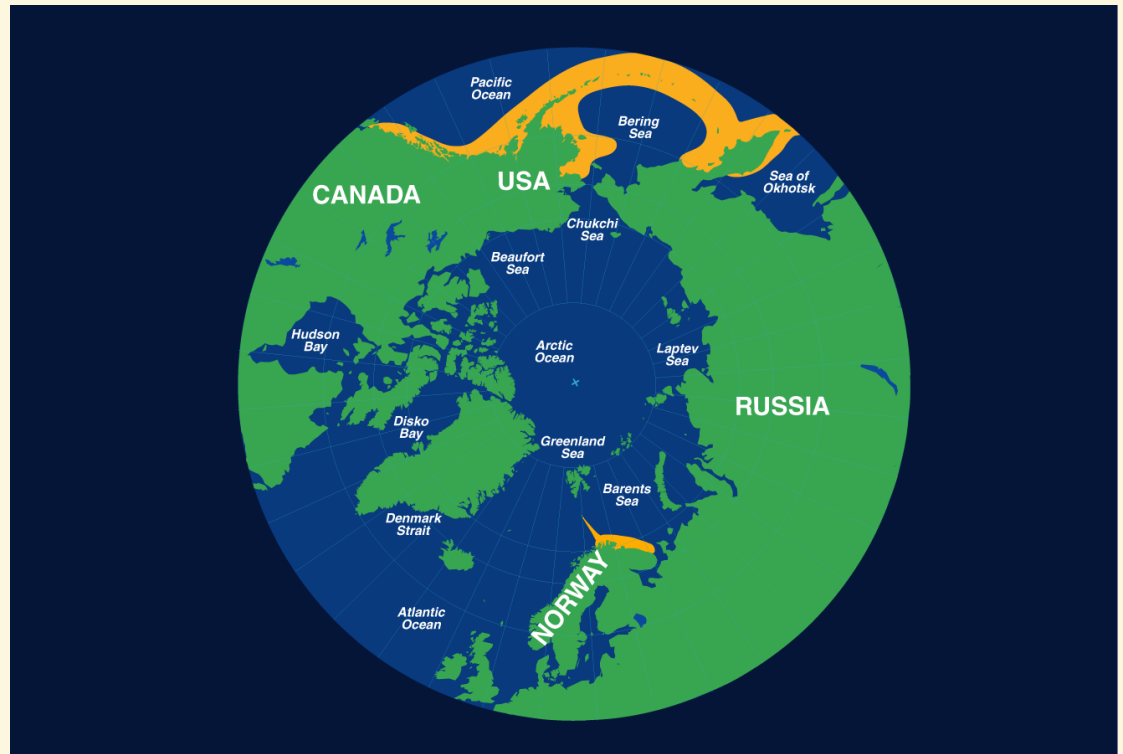 Pacific
Ocean
Bering
Sea
Sea of
Okhotsk
USA
CANADA
Chukchi
Sea
Beaufort
Sea
Hudson
Bay
Arctic
Ocean
Laptev
Sea
RUSSIA
Disko
Bay
Greenland
Sea
Barents
Sea
Denmark
Strait
NORWAY
Atlantic
Ocean